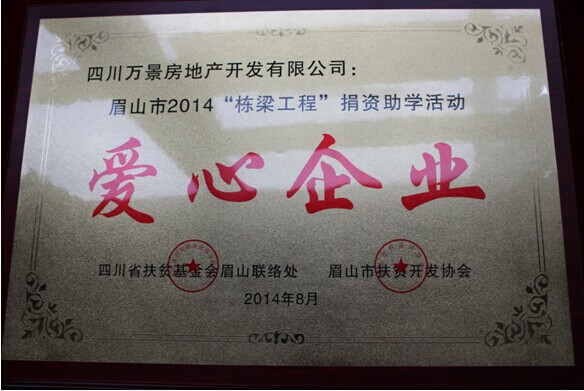 四川万景房地产开发有限公司：
眉山市2014“栋梁工程”捐资助学活动
爱心企业
四川省扶贫基金会眉山联络处 眉山市扶贫开发协会
2014年8月